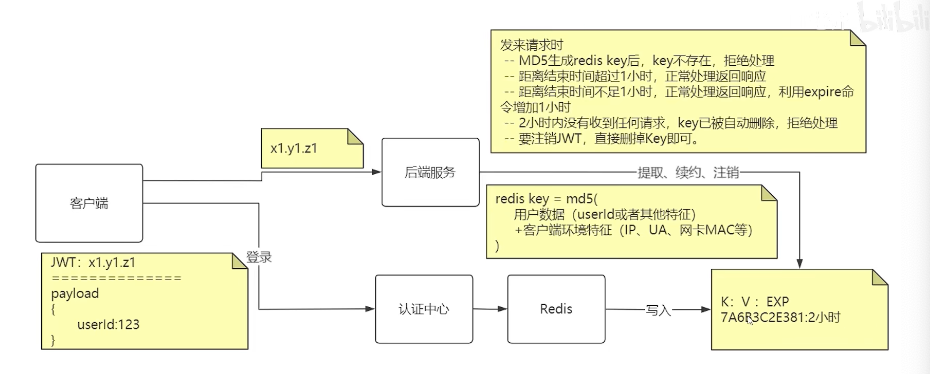 bilibili
发来请求时
-- MD5生成redis key后，key不存在，拒绝处理
-- 距离结束时间超过1小时，正常处理返回响应
-- 距离结束时间不足1小时，正常处理返回响应，利用expire命
令增加1小时
-- 2小时内没有收到任何请求，key已被自动删除，拒绝处理
-- 要注销JWT，直接删掉Key即可。
x1.y1.z1
后端服务
提取、续约、注销
客户端
redis key = md5(
用户数据（userId或者其他特征）
+客户端环境特征（IP、UA、网卡MAC等）
)
登录
JWT：x1.y1.z1
===============
payload
{
userId:123
}
认证中心
Redis
写入
K：V：EXP
7A6R3C2E381:2小时